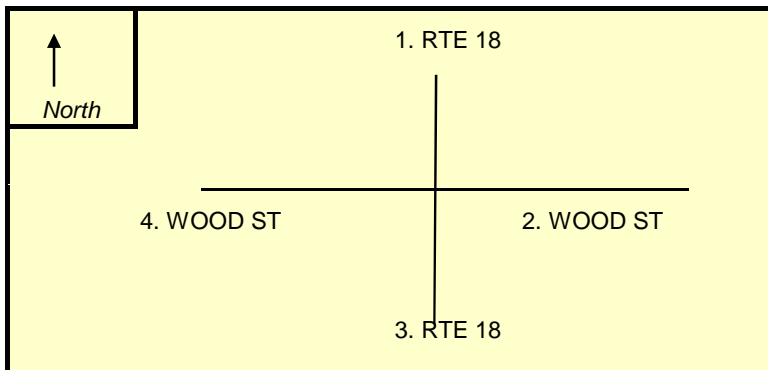 1. RTE 18
North
4. WOOD ST
2. WOOD ST
3. RTE 18